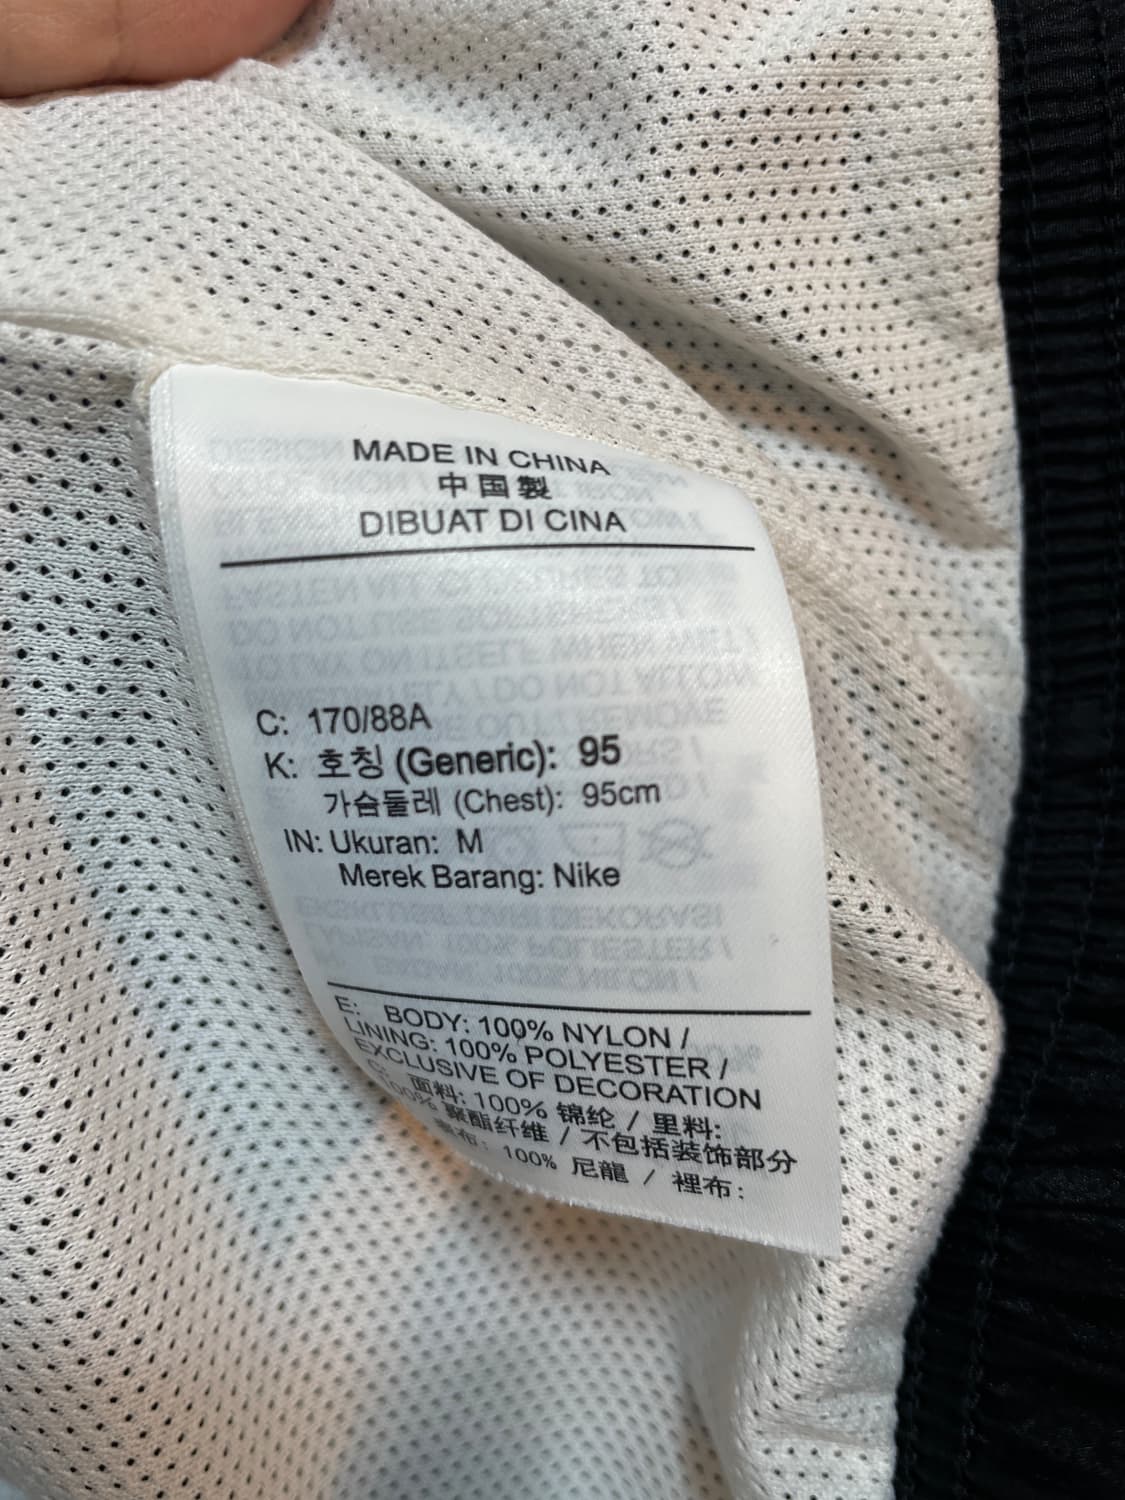 MADE IN CHINA
中国製
DIBUAT DI CINA
C: 170/88A
K: 호칭 (Generic): 95
가슴둘레 (Chest): 95cm
IN: Ukuran: M
Merek Barang: Nike
E: BODY: 100% NYLON /
LINING: 100% POLYESTER /
EXCLUSIVE OF DECORATION
C: 面料: 100% 锦纶 / 里料:
100% 聚酯纤维 / 不包括装饰部分
100% 尼龍 / 裡布: